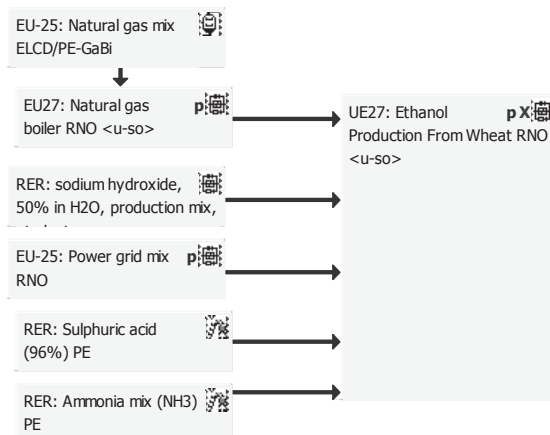 EU-25: Natural gas mix
ELCD/PE-GaBi
EU27: Natural gas p
boiler RNO <u-so>
UE27: Ethanol p X
Production From Wheat RNO
<u-so>
RER: sodium hydroxide,
50% in H2O, production mix,
EU-25: Power grid mix p
RNO
RER: Sulphuric acid
(96%) PE
RER: Ammonia mix (NH3)
PE